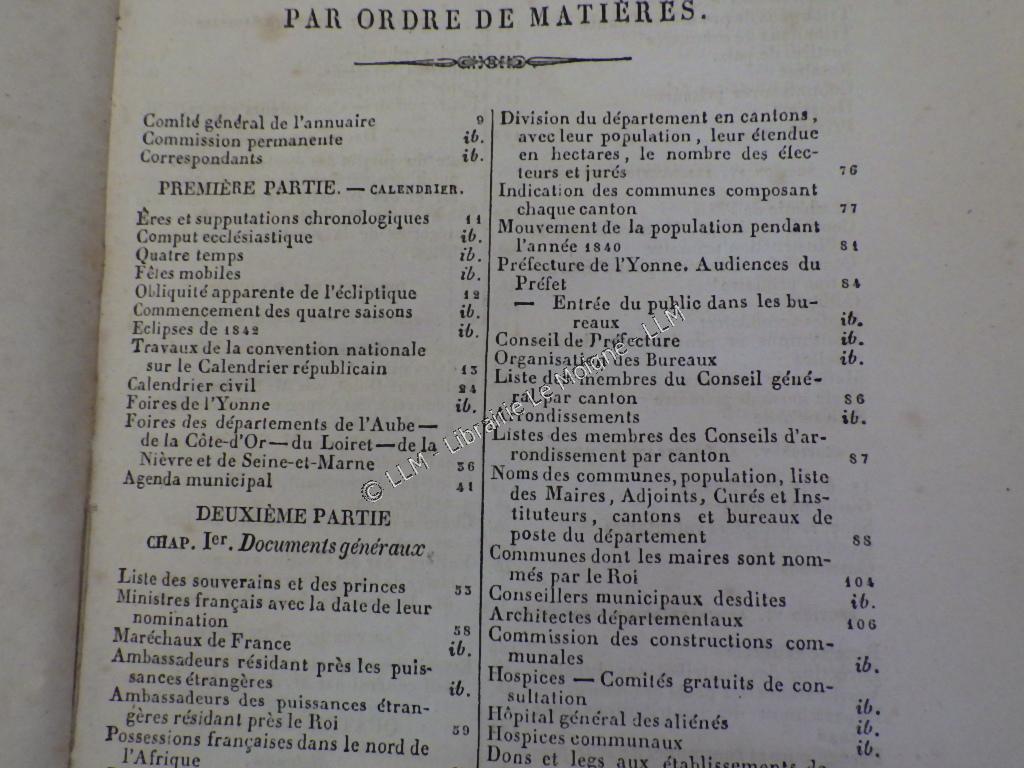 PAR ORDRE DE MATIÈRES.
Comité général de l'annuaire 9
Commission permanente ib.
Correspondants ib.
PREMIÈRE PARTIE. — CALENDRIER.
Ères et supputations chronologiques 11
Comput ecclésiastique ib.
Quatre temps ib.
Fêtes mobiles ib.
Obliquité apparente de l'écliptique 12
Commencement des quatre saisons ib.
Eclipses de 1842 ib.
Travaux de la convention nationale
sur le Calendrier républicain 13
Calendrier civil 24
Foires de l'Yonne ib.
Foires des départements de l'Aube—
de la Côte-d'Or—du Loiret—de la
Nièvre et de Seine-et-Marne 36
Agenda municipal 41
DEUXIÈME PARTIE
CHAP. Ier. Documents généraux.
Liste des souverains et des princes 53
Ministres français avec la date de leur
nomination 58
Maréchaux de France ib.
Ambassadeurs résidant près les puis-
sances étrangères ib.
Ambassadeurs des puissances étran-
gères résidant près le Roi 59
Possessions françaises dans le nord de
l'Afrique
Division du département en cantons,
avec leur population, leur étendue
en hectares, le nombre des élec-
teurs et jurés 76
Indication des communes composant
chaque canton 77
Mouvement de la population pendant
l'année 1840 81
Préfecture de l'Yonne. Audiences du
Préfet 84
— Entrée du public dans les bu-
reaux ib.
Conseil de Préfecture ib.
Organisation des Bureaux ib.
Liste des membres du Conseil géné-
ral par canton 86
Arrondissements ib.
Listes des membres des Conseils d'ar-
rondissement par canton 87
Noms des communes, population, liste
des Maires, Adjoints, Curés et Ins-
tituteurs, cantons et bureaux de
poste du département 88
Communes dont les maires sont nom-
més par le Roi 104
Conseillers municipaux desdites ib.
Architectes départementaux 106
Commission des constructions com-
munales ib.
Hospices — Comités gratuits de con-
sultation ib.
Hôpital général des aliénés ib.
Hospices communaux ib.
Dons et legs aux établissements de
© LLM - Librairie Le Moigne - LLM